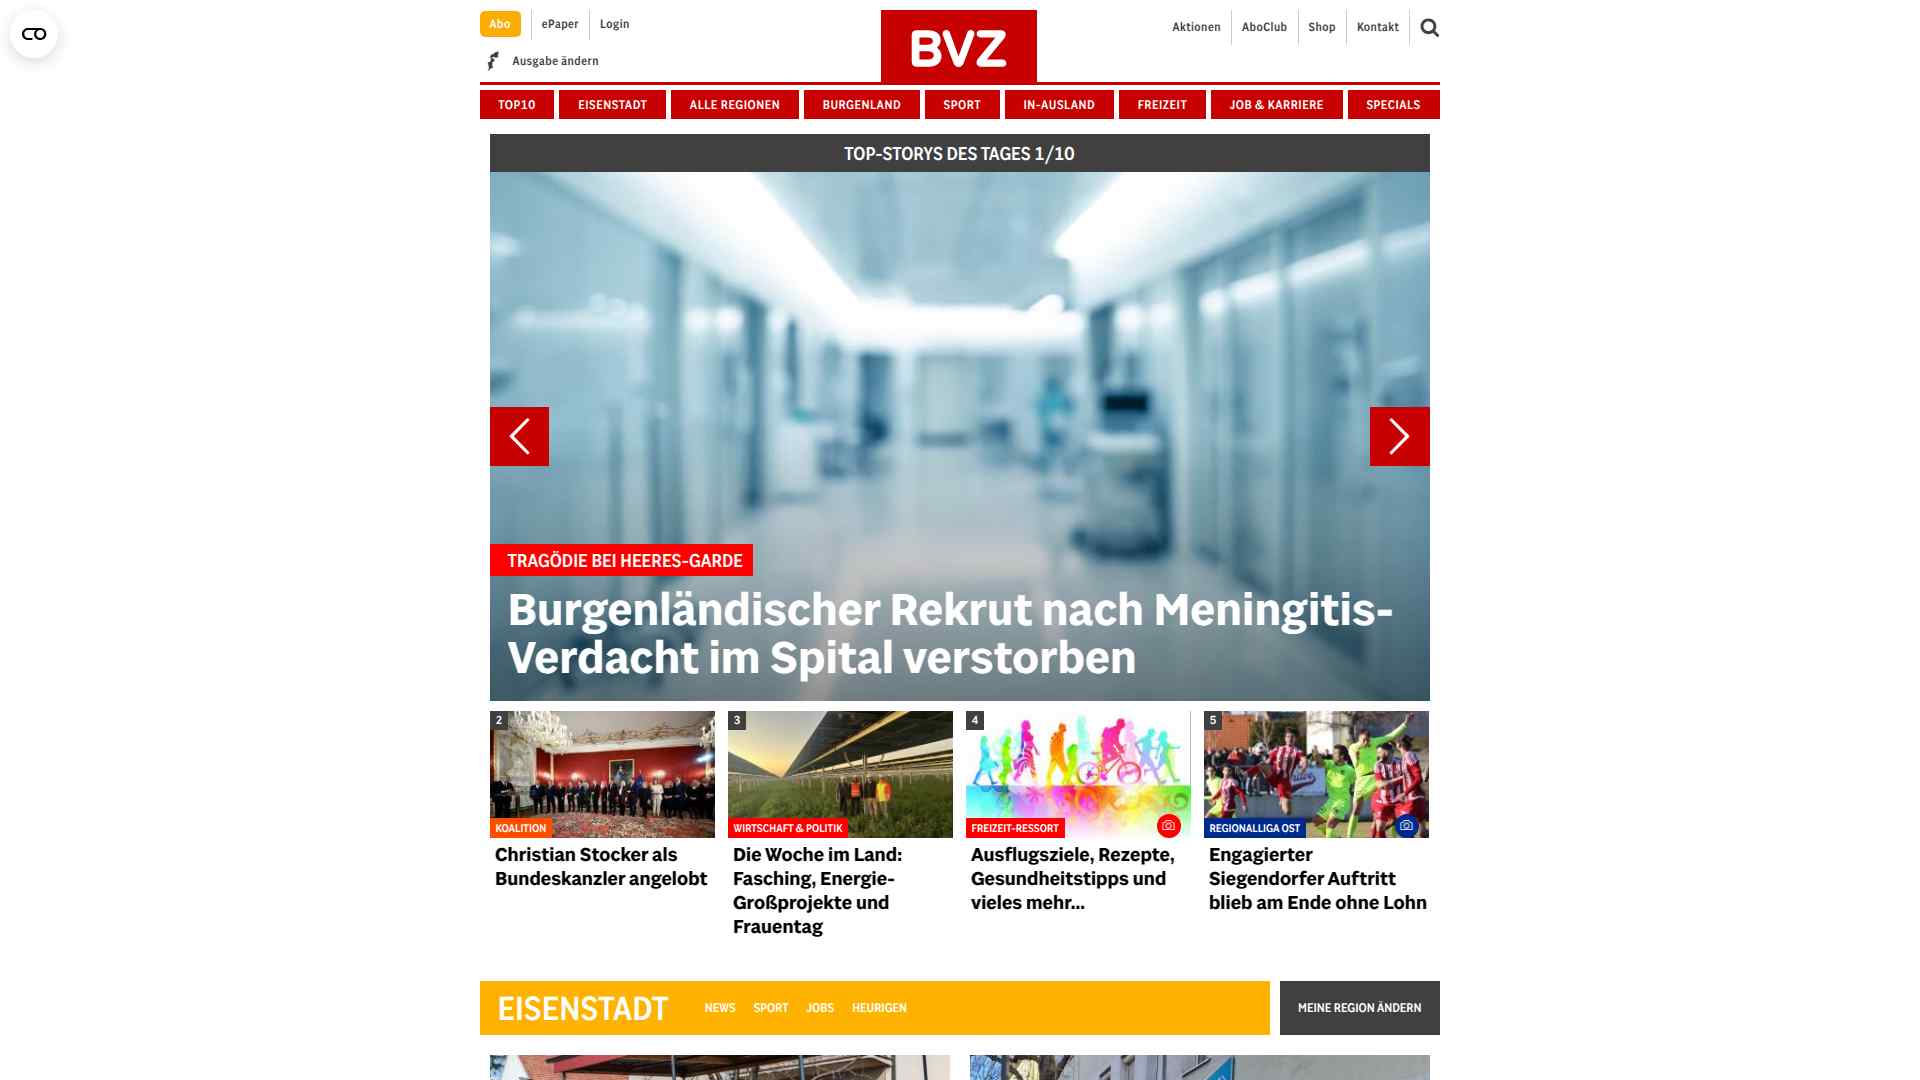 Abo
ePaper
Login
Ausgabe ändern
BVZ
Aktionen
AboClub
Shop
Kontakt
TOP10
EISENSTADT
ALLE REGIONEN
BURGENLAND
SPORT
IN-AUSLAND
FREIZEIT
JOB & KARRIERE
SPECIALS
TOP-STORYS DES TAGES 1/10
TRAGÖDIE BEI HEERES-GARDE
Burgenländischer Rekrut nach Meningitis-
Verdacht im Spital verstorben
2
KOALITION
Christian Stocker als
Bundeskanzler angelobt
3
WIRTSCHAFT & POLITIK
Die Woche im Land:
Fasching, Energie-
Großprojekte und
Frauentag
4
FREIZEIT-RESSORT
Ausflugsziele, Rezepte,
Gesundheitstipps und
vieles mehr...
5
REGIONALLIGA OST
Engagierter
Siegendorfer Auftritt
blieb am Ende ohne Lohn
EISENSTADT
NEWS
SPORT
JOBS
HEURIGEN
MEINE REGION ÄNDERN